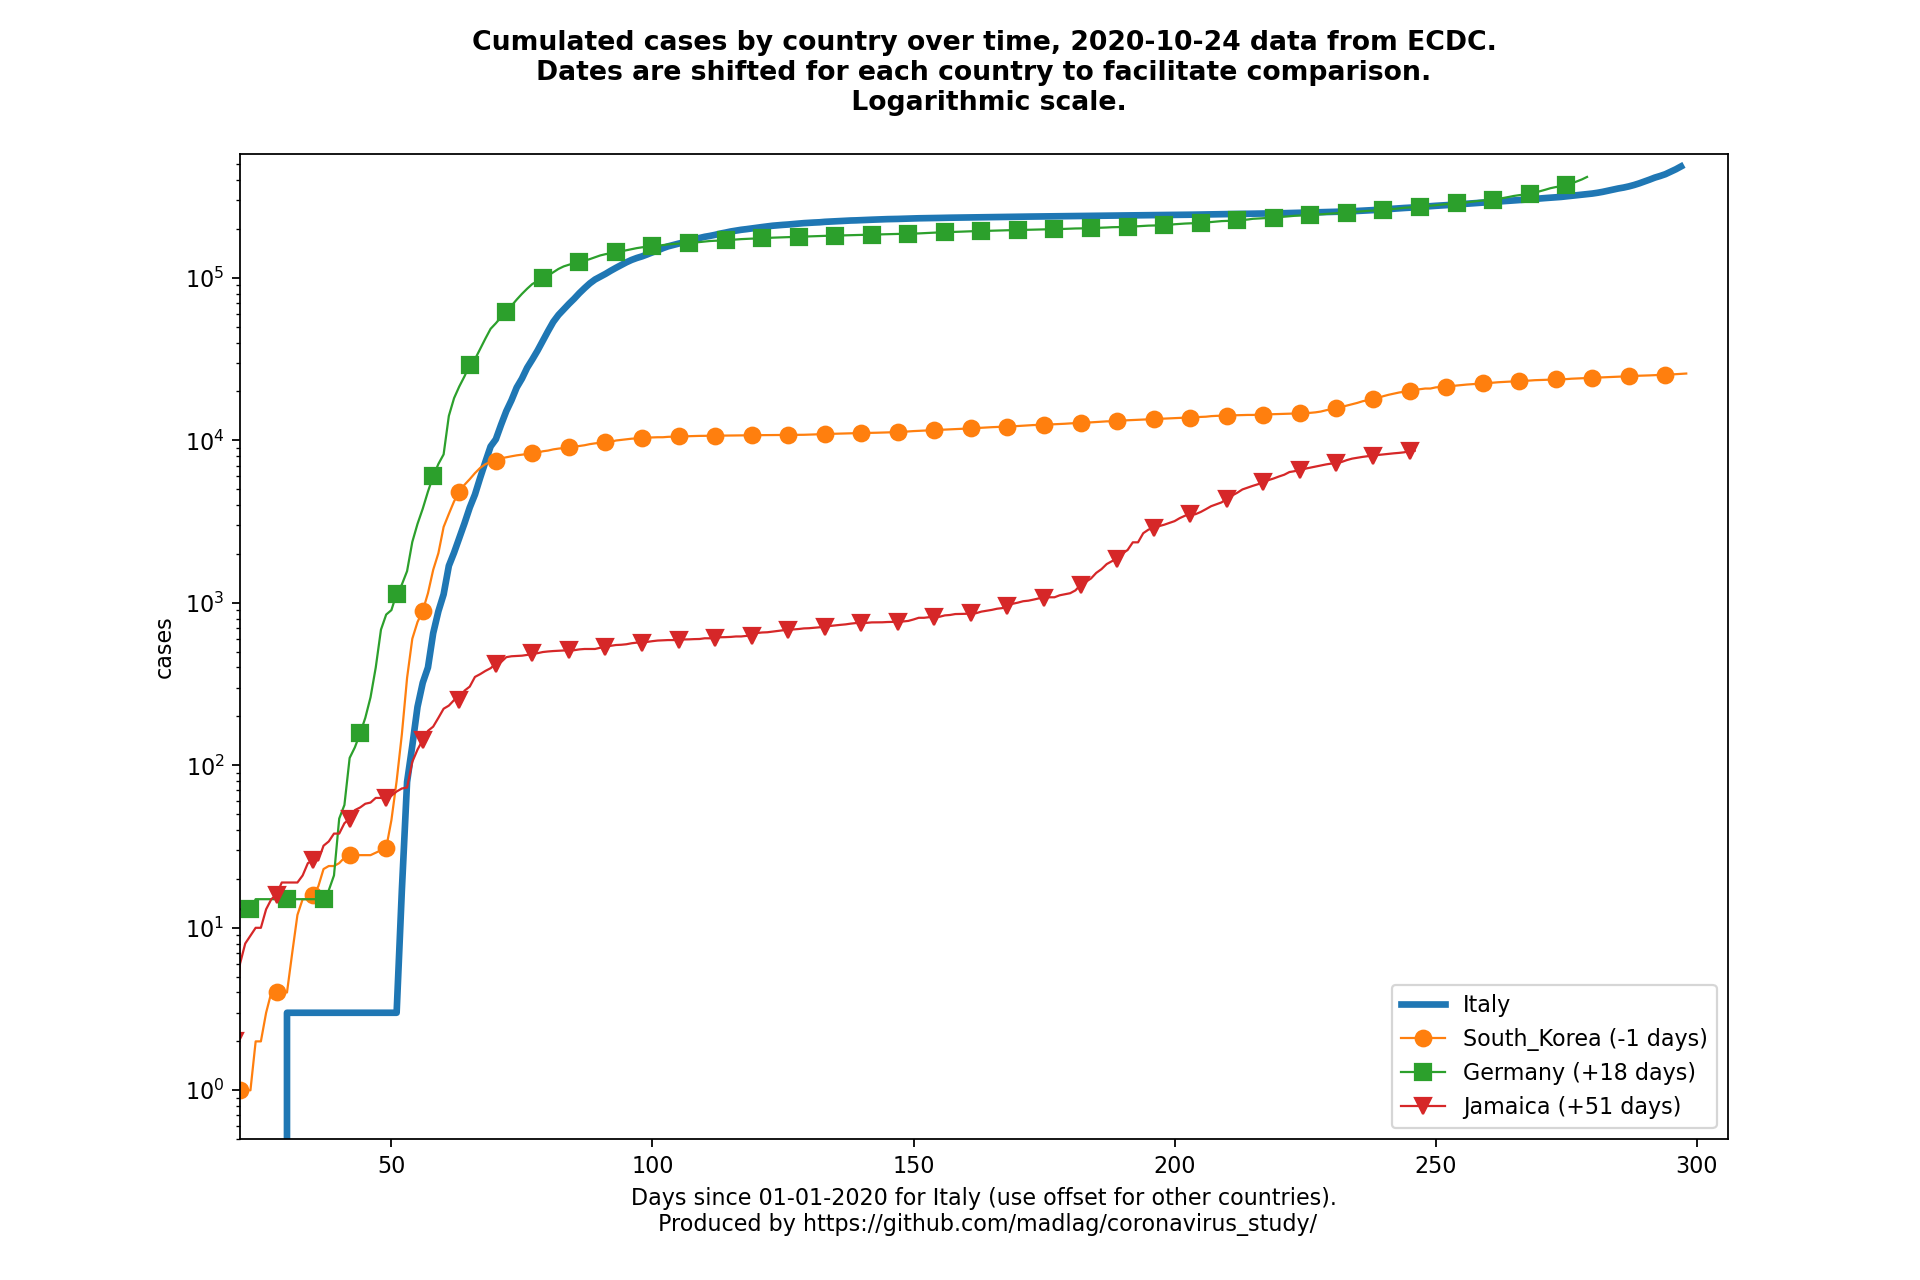 Cumulated cases by country over time, 2020-10-24 data from ECDC.
Dates are shifted for each country to facilitate comparison.
Logarithmic scale.
10^5
10^4
10^3
10^2
10^1
10^0
cases
50 100 150 200 250 300
Italy
South_Korea (-1 days)
Germany (+18 days)
Jamaica (+51 days)
Days since 01-01-2020 for Italy (use offset for other countries).
Produced by https://github.com/madlag/coronavirus_study/